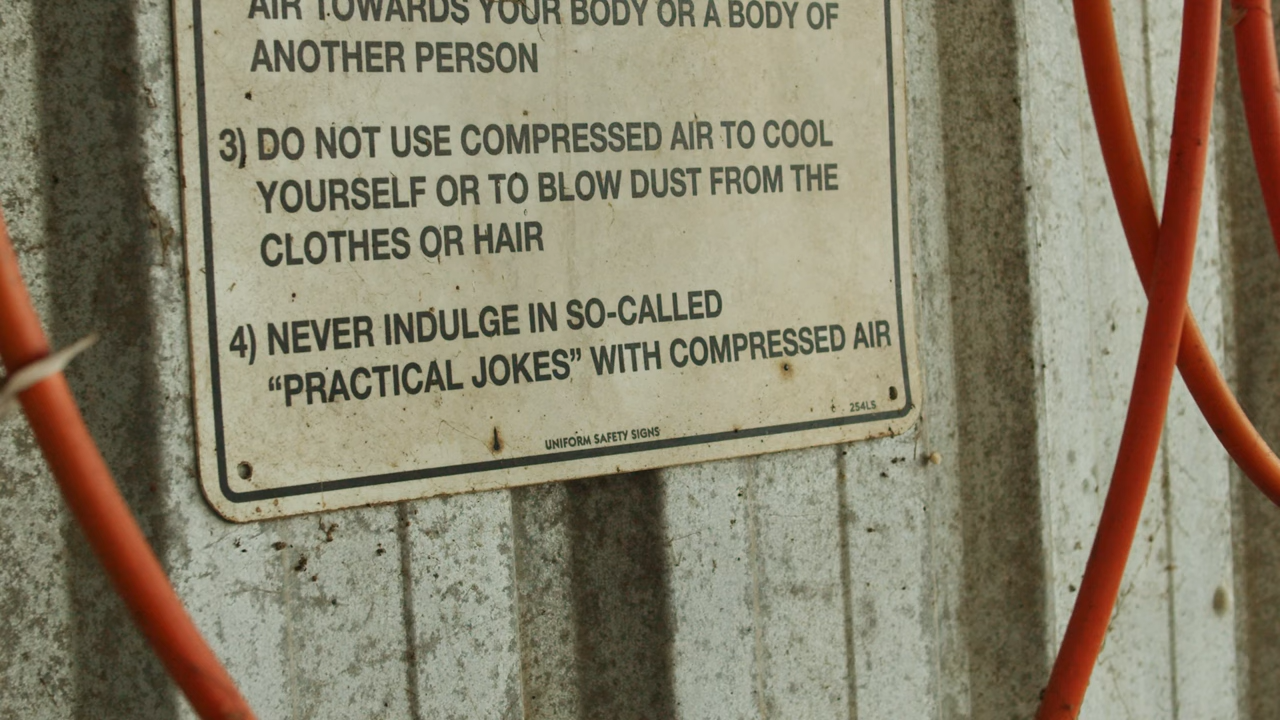 AIR TOWARDS YOUR BODY OR A BODY OF
ANOTHER PERSON
3) DO NOT USE COMPRESSED AIR TO COOL
YOURSELF OR TO BLOW DUST FROM THE
CLOTHES OR HAIR
4) NEVER INDULGE IN SO-CALLED
“PRACTICAL JOKES” WITH COMPRESSED AIR
254LS
UNIFORM SAFETY SIGNS